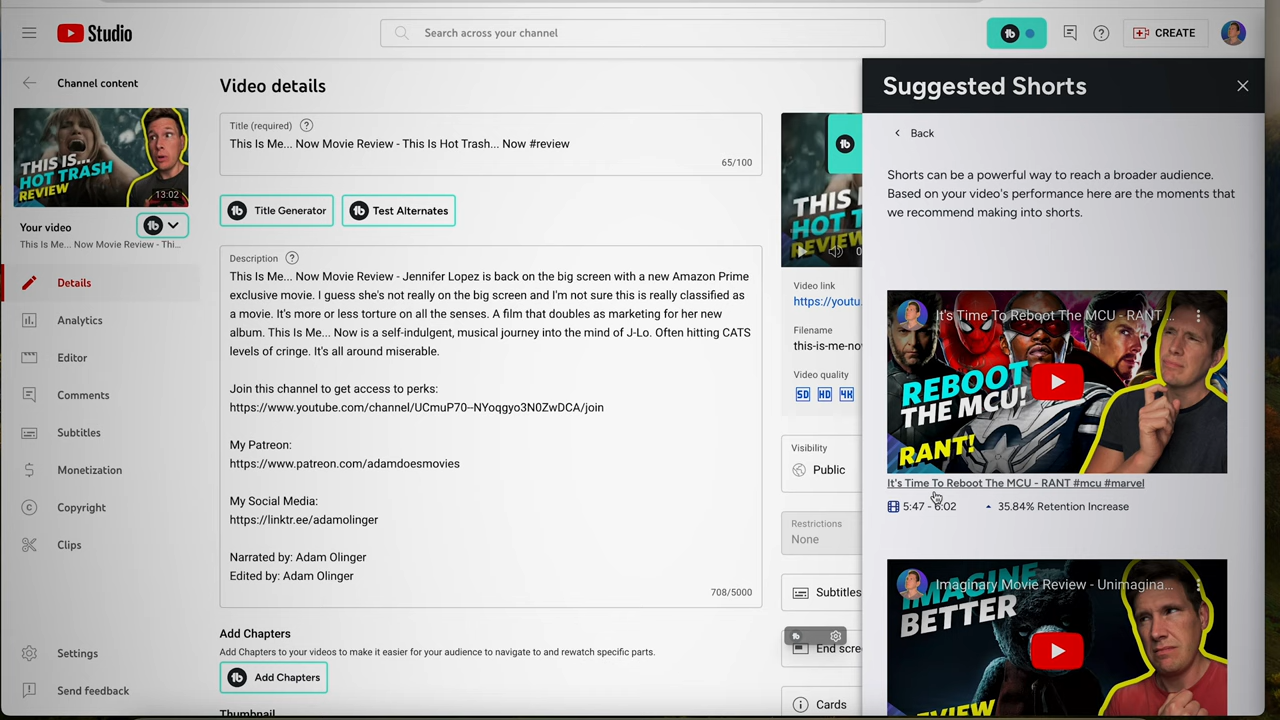 Studio
Search across your channel
CREATE
Channel content
THIS IS...
HOT TRASH
REVIEW
13:02
Your video
This Is Me... Now Movie Review - Thi...
Details
Analytics
Editor
Comments
Subtitles
Monetization
Copyright
Clips
Settings
Send feedback
Video details
Title (required)
This Is Me... Now Movie Review - This Is Hot Trash... Now #review
65/100
Title Generator
Test Alternates
Description
This Is Me... Now Movie Review - Jennifer Lopez is back on the big screen with a new Amazon Prime
exclusive movie. I guess she's not really on the big screen and I'm not sure this is really classified as
a movie. It's more or less torture on all the senses. A film that doubles as marketing for her new
album. This Is Me... Now is a self-indulgent, musical journey into the mind of J-Lo. Often hitting CATS
levels of cringe. It's all around miserable.
Join this channel to get access to perks:
https://www.youtube.com/channel/UCmuP70--NYoqgyo3N0ZwDCA/join
My Patreon:
https://www.patreon.com/adamdoesmovies
My Social Media:
https://linktr.ee/adamolinger
Narrated by: Adam Olinger
Edited by: Adam Olinger
708/5000
Add Chapters
Add Chapters to your videos to make it easier for your audience to navigate to and rewatch specific parts.
Add Chapters
Thumbnail
THIS I
HOT
REVIEW
Video link
https://youtu.
Filename
this-is-me-no
Video quality
SD HD 4K
Visibility
Public
Restrictions
None
Subtitles
End scre
Cards
Suggested Shorts
Back
Shorts can be a powerful way to reach a broader audience.
Based on your video's performance here are the moments that
we recommend making into shorts.
It's Time To Reboot The MCU - RANT ...
REBOOT
THE MCU!
RANT!
It's Time To Reboot The MCU - RANT #mcu #marvel
5:47 - 6:02
35.84% Retention Increase
Imaginary Movie Review - Unimagina...
IMAGINE
BETTER
REVIEW